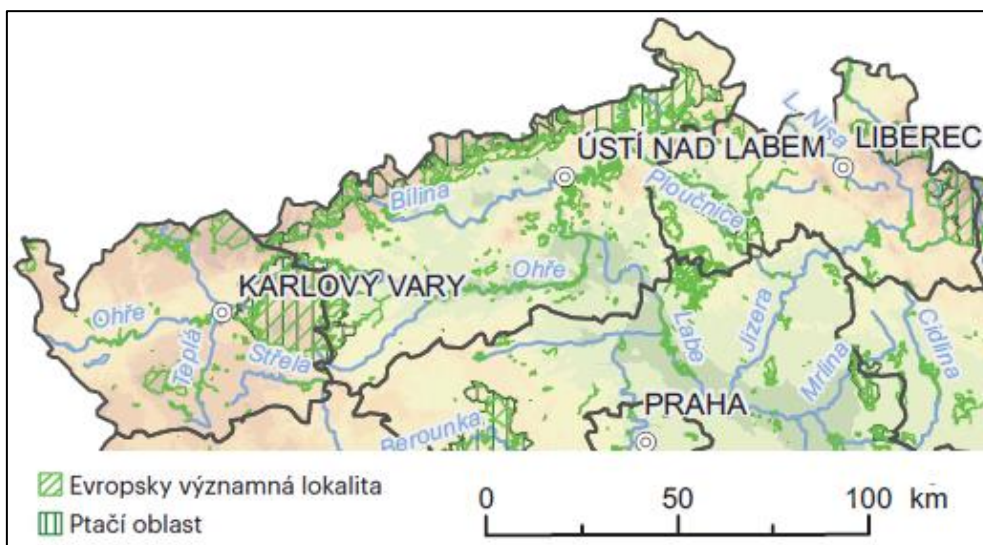 L. Nisa
LIBEREC
ÚSTÍ NAD LABEM
Bílina
Ploučnice
Ohře
KARLOVÝ VARY
Ohře
Teplá
Střela
Labe
Jizera
Mrlina
Cidlina
PRAHA
Berounka
Evropsky významná lokalita
Ptačí oblast
0 50 100 km